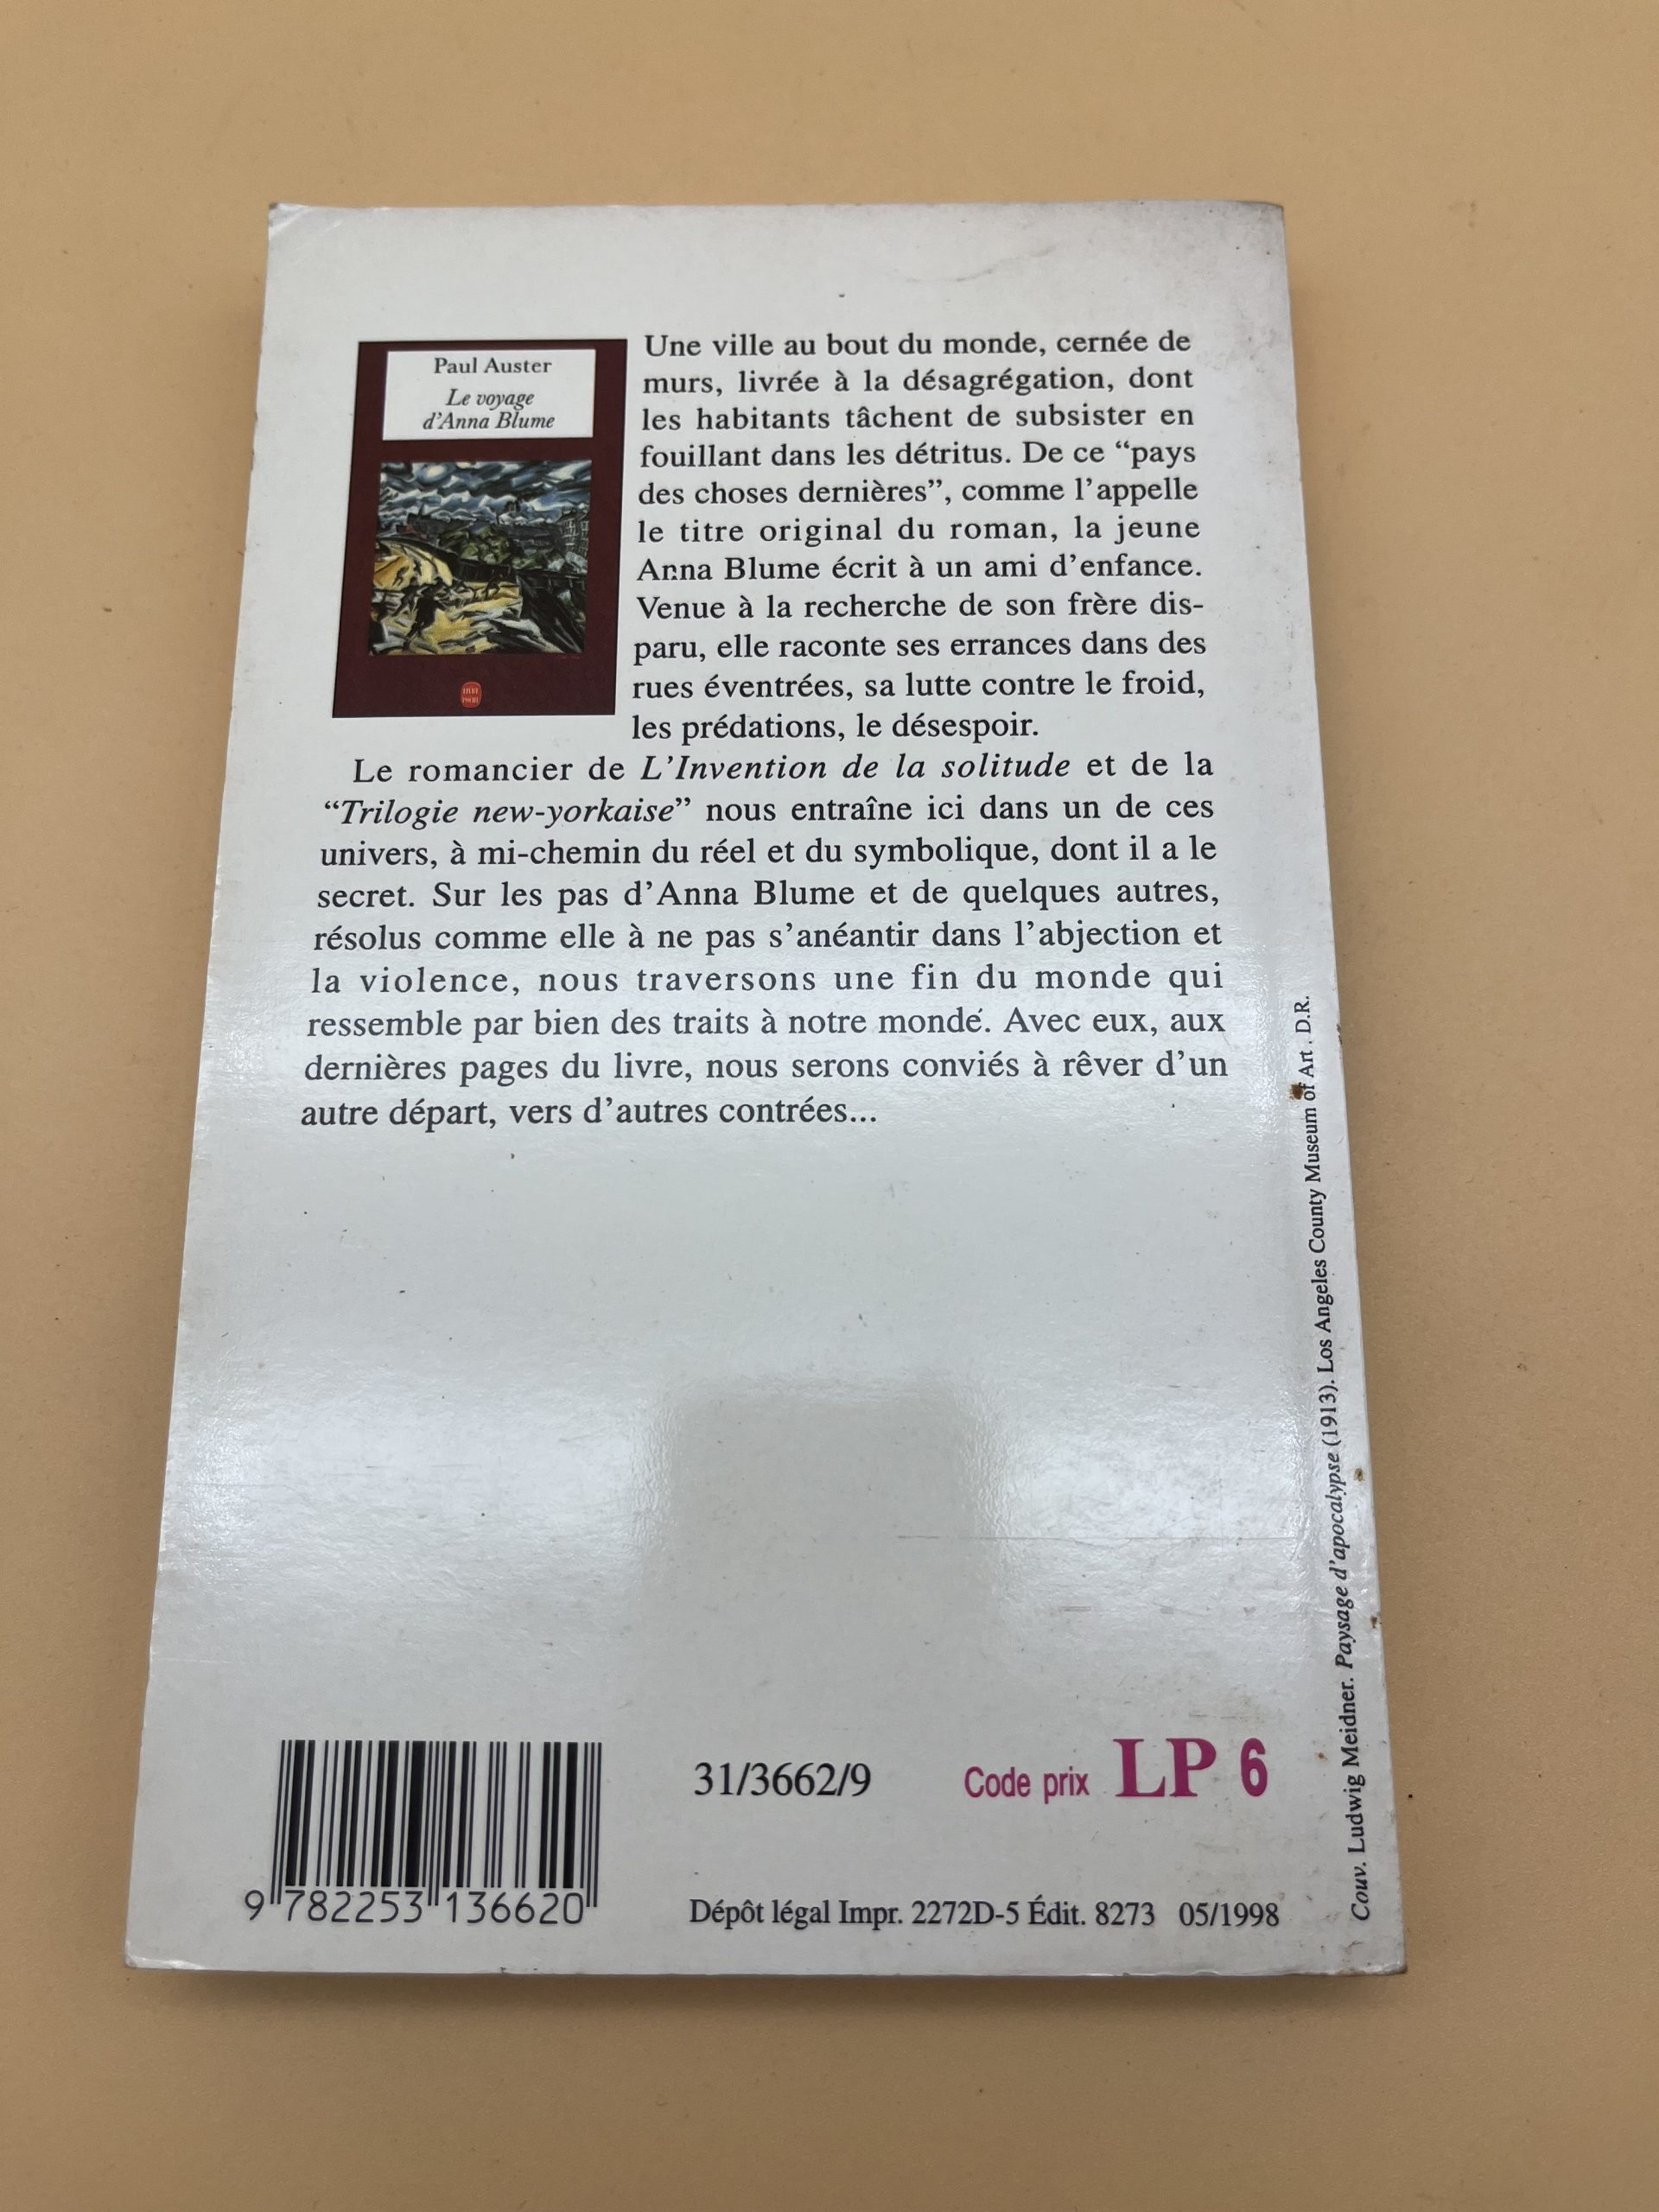 Paul Auster
Le voyage
d'Anna Blume
Une ville au bout du monde, cernée de
murs, livrée à la désagrégation, dont
les habitants tâchent de subsister en
fouillant dans les détritus. De ce “pays
des choses dernières”, comme l'appelle
le titre original du roman, la jeune
Anna Blume écrit à un ami d'enfance.
Venue à la recherche de son frère dis-
paru, elle raconte ses errances dans des
rues éventrées, sa lutte contre le froid,
les prédations, le désespoir.
Le romancier de L'Invention de la solitude et de la
“Trilogie new-yorkaise” nous entraîne ici dans un de ces
univers, à mi-chemin du réel et du symbolique, dont il a le
secret. Sur les pas d'Anna Blume et de quelques autres,
résolus comme elle à ne pas s'anéantir dans l'abjection et
la violence, nous traversons une fin du monde qui
ressemble par bien des traits à notre monde. Avec eux, aux
dernières pages du livre, nous serons conviés à rêver d'un
autre départ, vers d'autres contrées...
Couv. Ludwig Meidner. Paysage d'apocalypse (1913). Los Angeles County Museum of Art . D.R.
31/3662/9
Code prix LP 6
9 782253 136620
Dépôt légal Impr. 2272D-5 Édit. 8273 05/1998